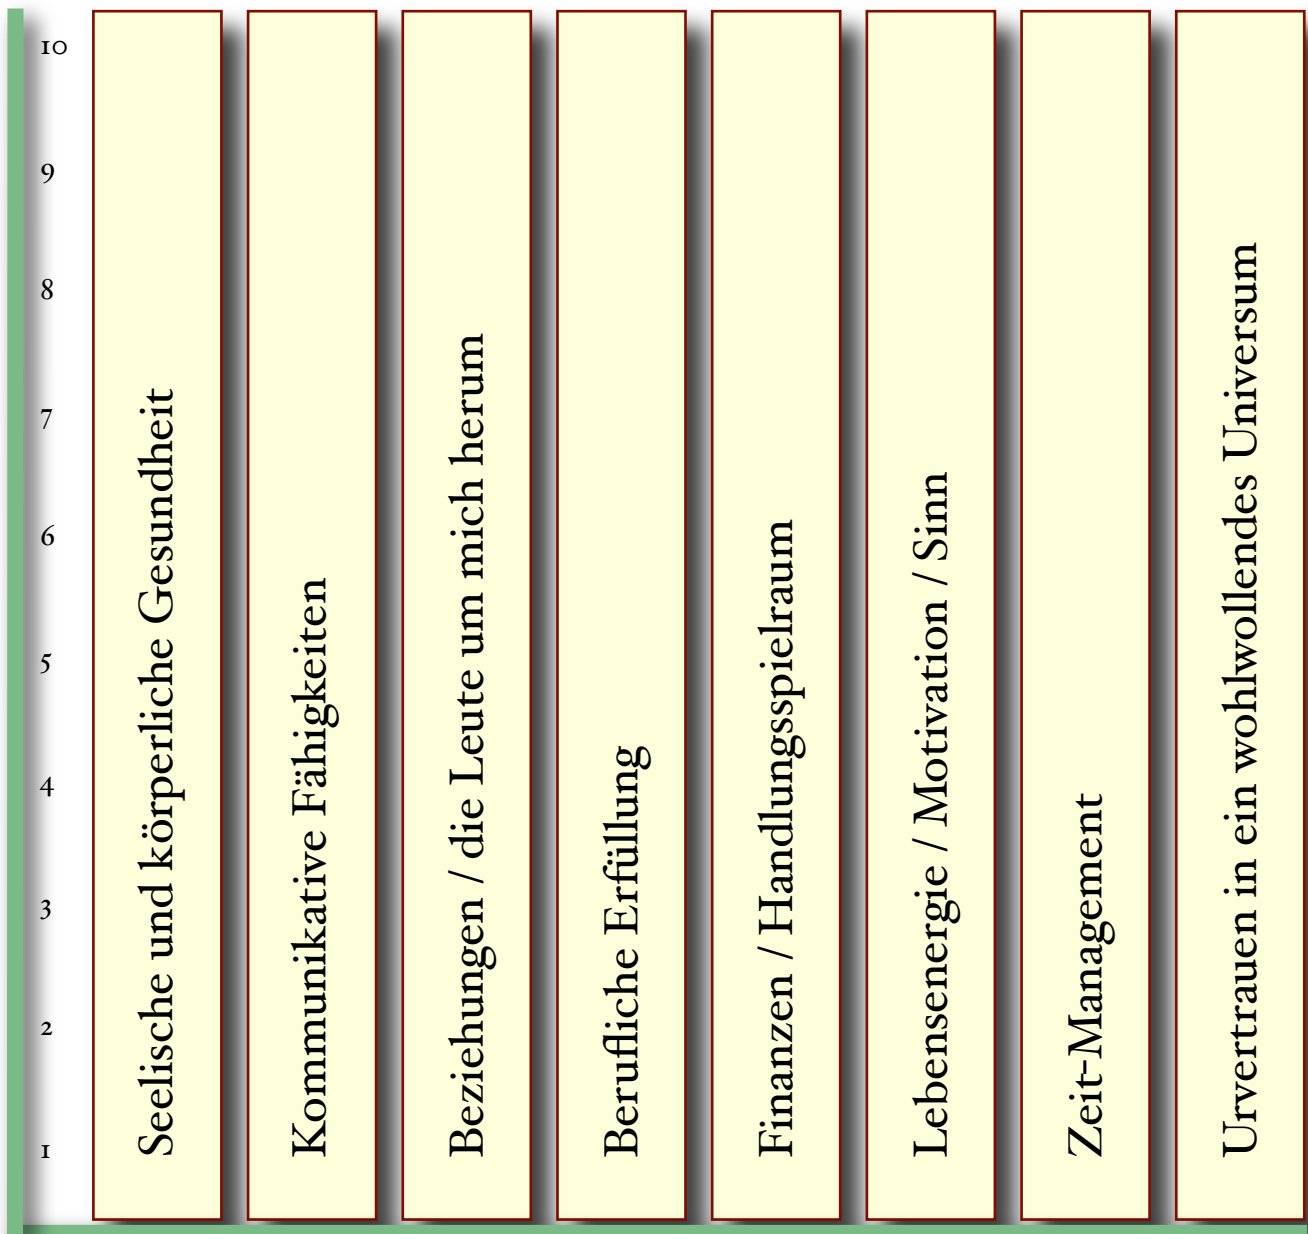 10
9
8
7
6
5
4
3
2
1
Seelische und körperliche Gesundheit
Kommunikative Fähigkeiten
Beziehungen / die Leute um mich herum
Berufliche Erfüllung
Finanzen / Handlungsspielraum
Lebensenergie / Motivation / Sinn
Zeit-Management
Urvertrauen in ein wohlwollendes Universum